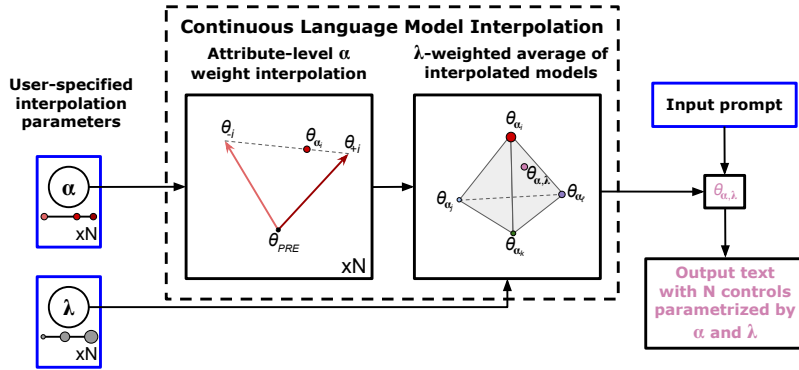 Continuous Language Model Interpolation
Attribute-level α
weight interpolation
λ-weighted average of
interpolated models
User-specified
interpolation
parameters
α
xN
λ
xN
θ-i
θαi
θ+i
θPRE
xN
θαi
θα,λ
θαj
θαℓ
θαk
Input prompt
θα,λ
Output text
with N controls
parametrized by
α and λ